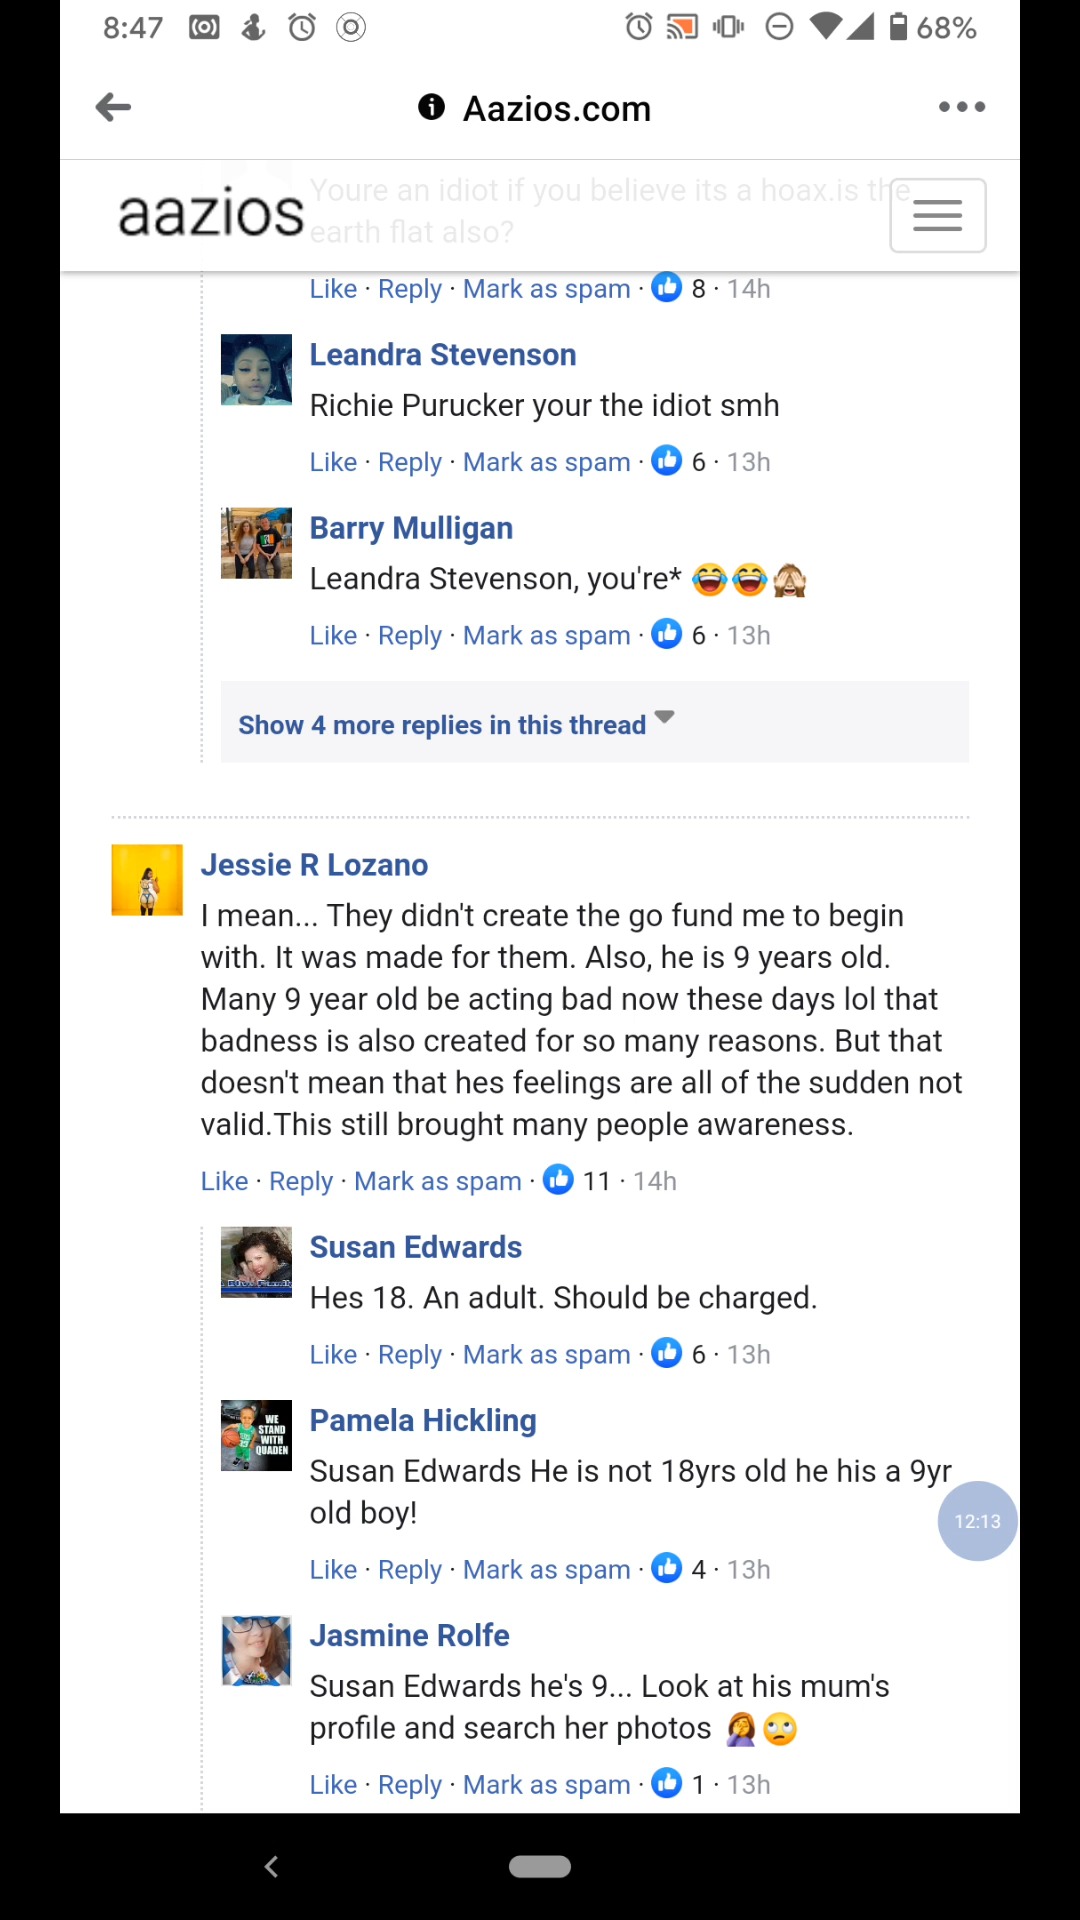 8:47
68%
Aazios.com
aazios
Youre an idiot if you believe its a hoax.is the
earth flat also?
Like · Reply · Mark as spam · 8 · 14h
Leandra Stevenson
Richie Purucker your the idiot smh
Like · Reply · Mark as spam · 6 · 13h
Barry Mulligan
Leandra Stevenson, you're* 😂😂🙈
Like · Reply · Mark as spam · 6 · 13h
Show 4 more replies in this thread
Jessie R Lozano
I mean... They didn't create the go fund me to begin
with. It was made for them. Also, he is 9 years old.
Many 9 year old be acting bad now these days lol that
badness is also created for so many reasons. But that
doesn't mean that hes feelings are all of the sudden not
valid.This still brought many people awareness.
Like · Reply · Mark as spam · 11 · 14h
Susan Edwards
Hes 18. An adult. Should be charged.
Like · Reply · Mark as spam · 6 · 13h
WE
STAND
WITH
QUADEN
Pamela Hickling
Susan Edwards He is not 18yrs old he his a 9yr
old boy!
12:13
Like · Reply · Mark as spam · 4 · 13h
Jasmine Rolfe
Susan Edwards he's 9... Look at his mum's
profile and search her photos 🤦‍♀️🙄
Like · Reply · Mark as spam · 1 · 13h